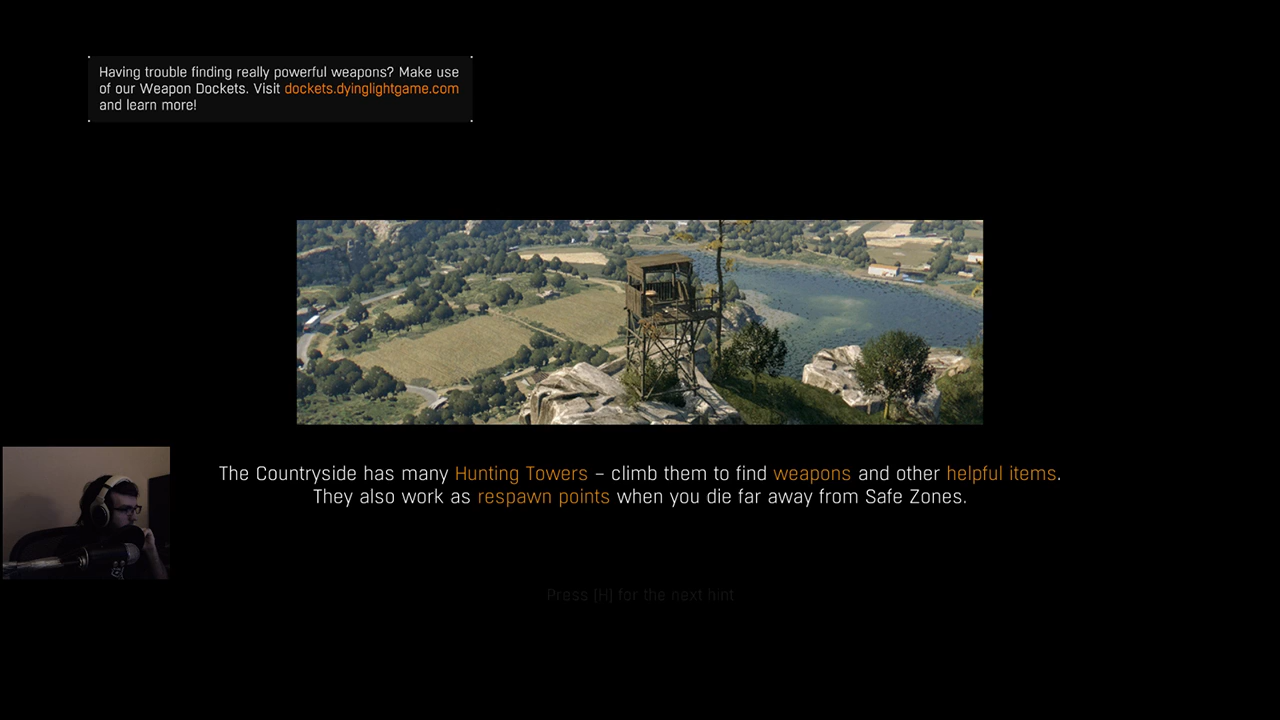 Having trouble finding really powerful weapons? Make use
of our Weapon Dockets. Visit dockets.dyinglightgame.com
and learn more!
The Countryside has many Hunting Towers – climb them to find weapons and other helpful items.
They also work as respawn points when you die far away from Safe Zones.
Press [H] for the next hint